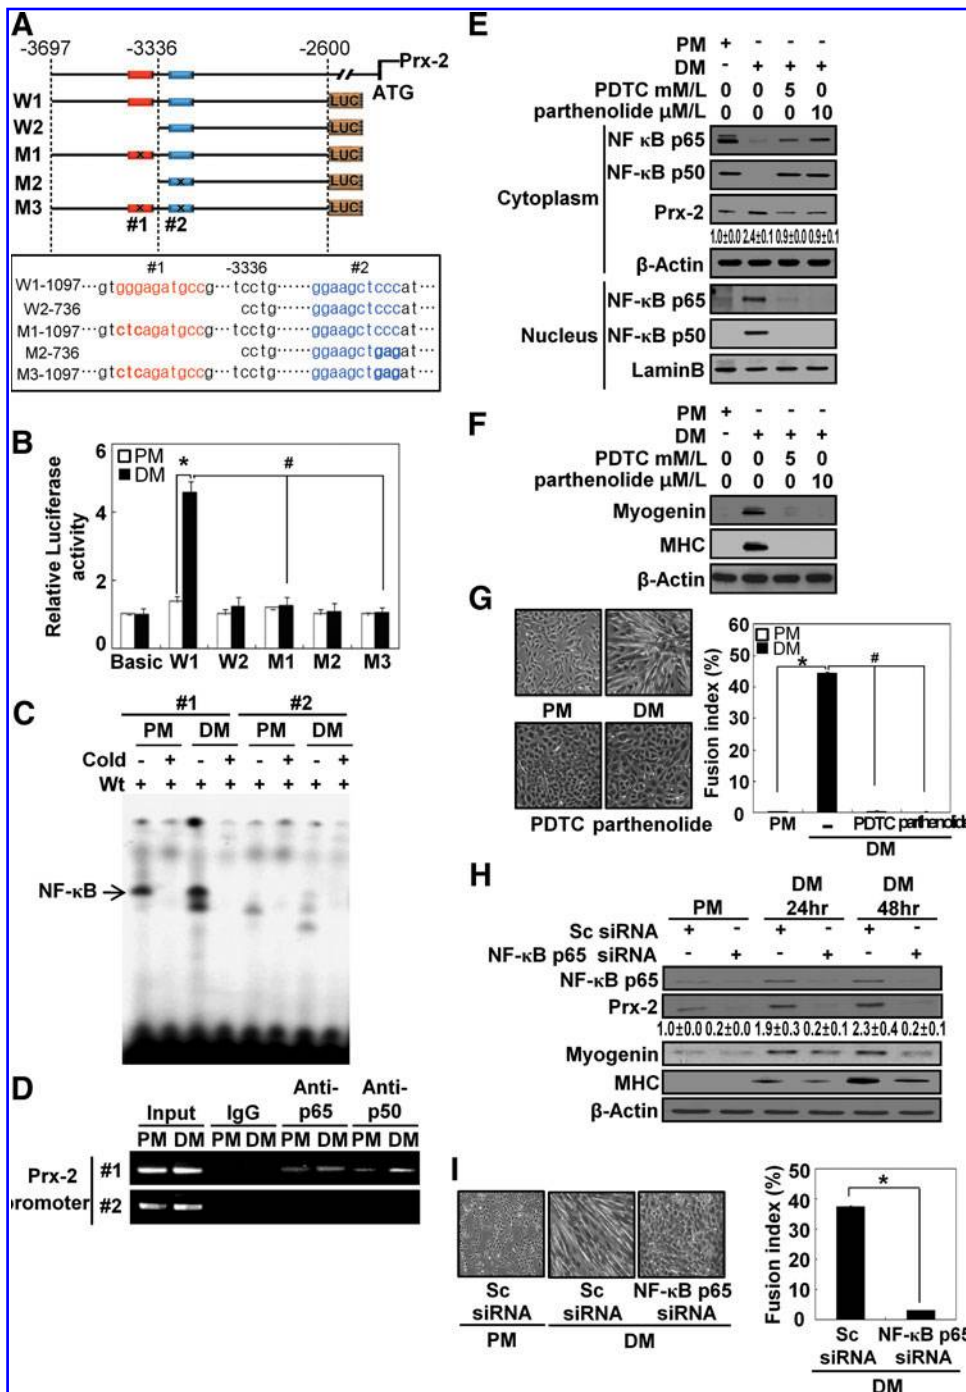 A
-3697 -3336 -2600
Prx-2
ATG
W1 LUC
W2 LUC
M1 x LUC
M2 x LUC
M3 x x LUC
#1 #2
#1 -3336 #2
W1-1097 ···gtgggagatgccg···tcctg······ggaagctcccat···
W2-736 cctg······ggaagctcccat···
M1-1097 ···gtctcagatgccg···tcctg······ggaagctcccat···
M2-736 cctg······ggaagctgagat···
M3-1097 ···gtctcagatgccg···tcctg······ggaagctgagat···
B
Relative Luciferase activity
6
4
2
0
PM
DM
* #
Basic W1 W2 M1 M2 M3
C
#1 #2
PM DM PM DM
Cold - + - + - + - +
Wt + + + + + + + +
NF-κB
D
Input IgG Anti-p65 Anti-p50
PM DM PM DM PM DM PM DM
Prx-2
romoter
#1
#2
E
PM + - - -
DM - + + +
PDTC mM/L 0 0 5 0
parthenolide μM/L 0 0 0 10
Cytoplasm
NF κB p65
NF-κB p50
Prx-2
1.0±0.0 2.4±0.1 0.9±0.0 0.9±0.1
β-Actin
Nucleus
NF-κB p65
NF-κB p50
LaminB
F
PM + - - -
DM - + + +
PDTC mM/L 0 0 5 0
parthenolide μM/L 0 0 0 10
Myogenin
MHC
β-Actin
G
PM DM
PDTC parthenolide
Fusion index (%)
60
50
40
30
20
10
0
PM
DM
* #
PM - PDTC parthenolide
DM
H
PM DM 24hr DM 48hr
Sc siRNA + - + - + -
NF-κB p65 siRNA - + - + - +
NF-κB p65
Prx-2
1.0±0.0 0.2±0.0 1.9±0.3 0.2±0.1 2.3±0.4 0.2±0.1
Myogenin
MHC
β-Actin
I
Sc siRNA Sc siRNA NF-κB p65 siRNA
PM DM
Fusion index (%)
50
40
30
20
10
0
*
Sc siRNA NF-κB p65 siRNA
DM